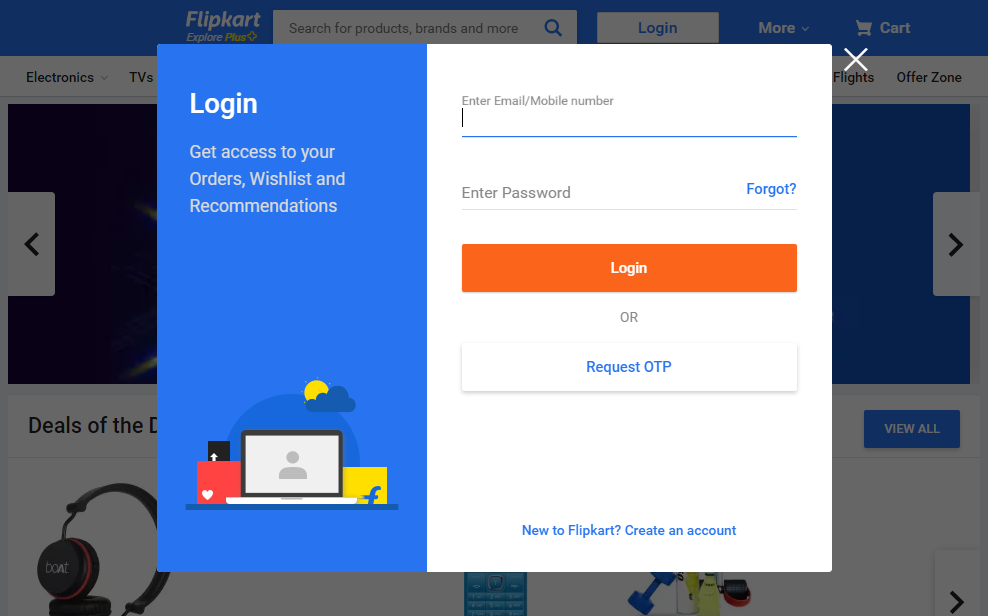 Flipkart
Explore Plus
Search for products, brands and more
Login
More
Cart
Electronics
TVs
Flights
Offer Zone
Login
Get access to your
Orders, Wishlist and
Recommendations
Enter Email/Mobile number
Enter Password
Forgot?
Login
OR
Request OTP
New to Flipkart? Create an account
Deals of the D
VIEW ALL
boAt